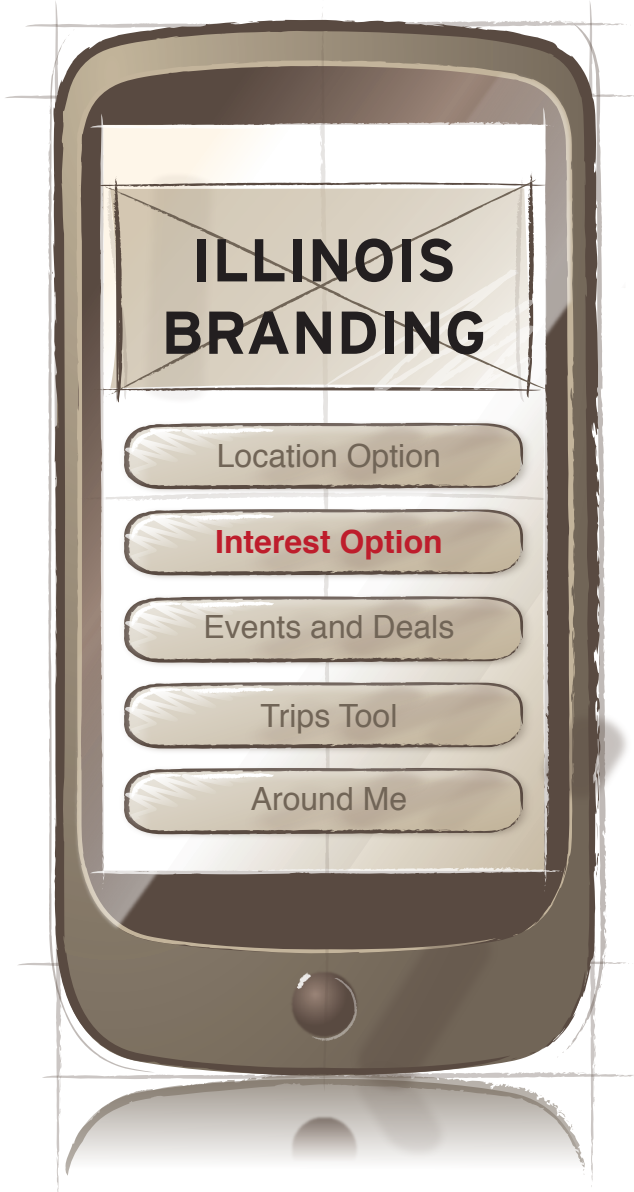 ILLINOIS
BRANDING
Location Option
Interest Option
Events and Deals
Trips Tool
Around Me